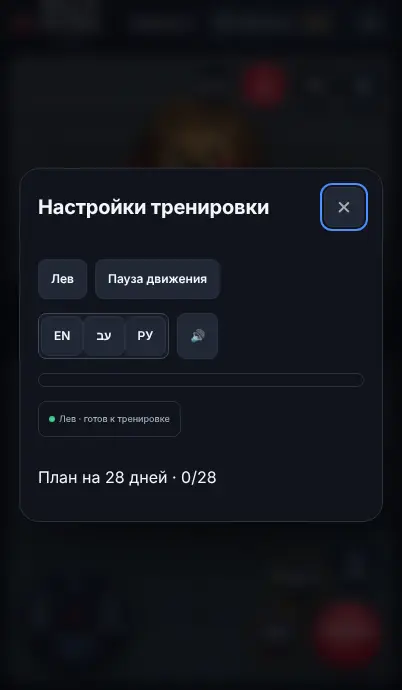 Настройки тренировки
Лев
Пауза движения
EN
עב
РУ
Лев · готов к тренировке
План на 28 дней · 0/28